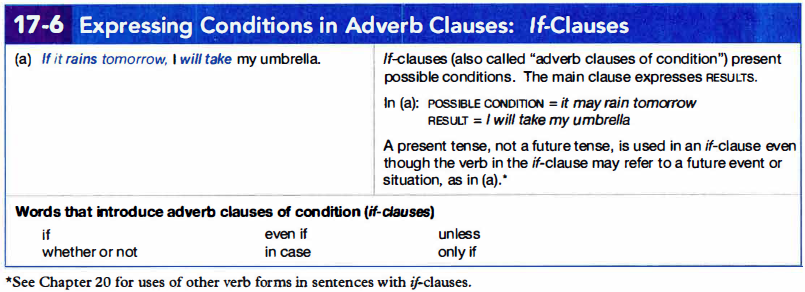 17-6 Expressing Conditions in Adverb Clauses: If-Clauses
(a) If it rains tomorrow, I will take my umbrella.
If-clauses (also called “adverb clauses of condition”) present
possible conditions. The main clause expresses RESULTS.
In (a): POSSIBLE CONDITION = it may rain tomorrow
RESULT = I will take my umbrella
A present tense, not a future tense, is used in an if-clause even
though the verb in the if-clause may refer to a future event or
situation, as in (a).*
Words that introduce adverb clauses of condition (if-clauses)
if even if unless
whether or not in case only if
*See Chapter 20 for uses of other verb forms in sentences with if-clauses.